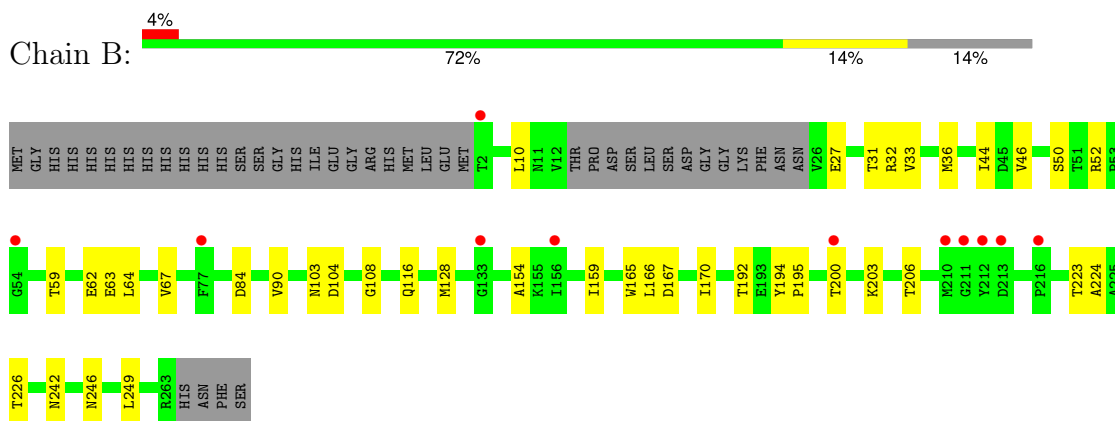 4%
Chain B:
72% 14% 14%
MET GLY HIS HIS HIS HIS HIS HIS HIS HIS HIS HIS SER SER GLY HIS ILE GLU GLY ARG HIS MET LEU GLU MET T2 L10 N11 V12 THR PRO ASP SER LEU SER ASP GLY GLY LYS PHE ASN ASN V26 E27 T31 R32 V33 M36 I44 D45 V46 S50 T51 R52
G54 T59 E62 E63 L64 V67 F77 D84 V90 N103 D104 G108 Q116 M128 G133 A154 K155 I156 I159 W165 L166 D167 I170 T192 E193 Y194 P195 T200 K203 T206 M210 G211 Y212 D213 P216 T223 A224
T226 N242 N246 L249 R263 HIS ASN PHE SER